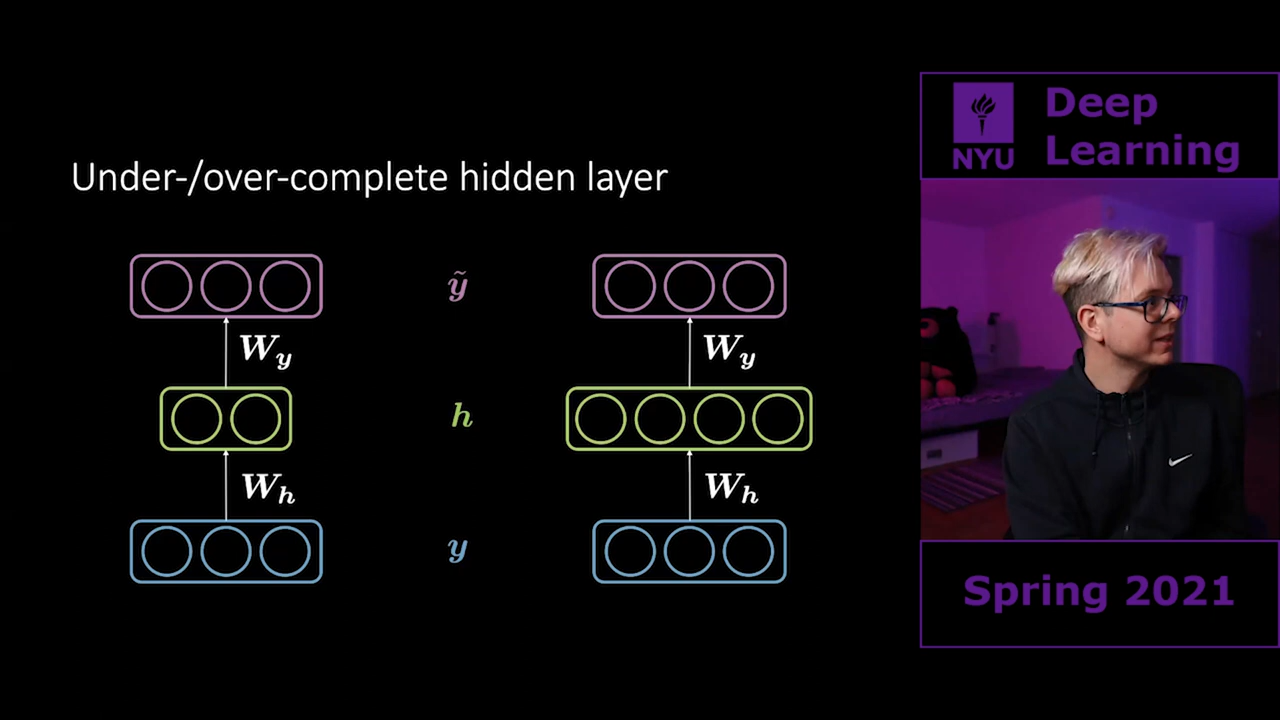 Under-/over-complete hidden layer
ỹ
W_y
W_y
h
W_h
W_h
y
NYU
Deep
Learning
Spring 2021